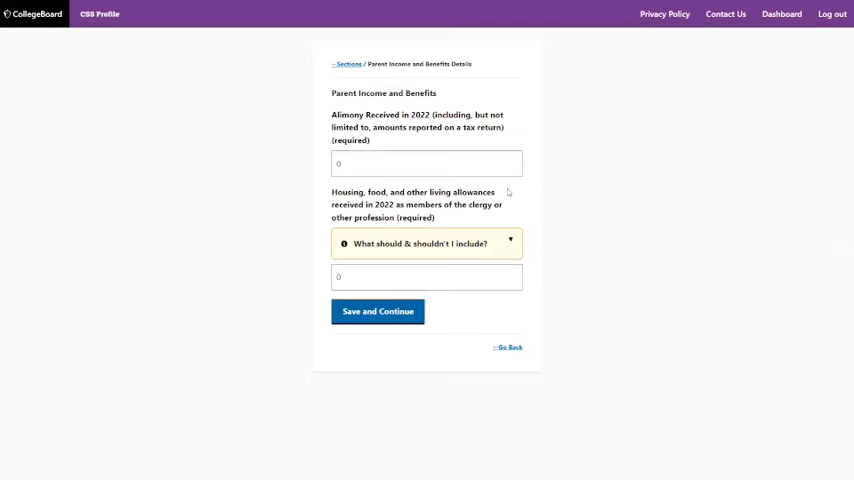 CollegeBoard CSS Profile Privacy Policy Contact Us Dashboard Log out
←Sections / Parent Income and Benefits Details
Parent Income and Benefits
Alimony Received in 2022 (including, but not
limited to, amounts reported on a tax return)
(required)
0
Housing, food, and other living allowances
received in 2022 as members of the clergy or
other profession (required)
What should & shouldn't I include?
0
Save and Continue
←Go Back